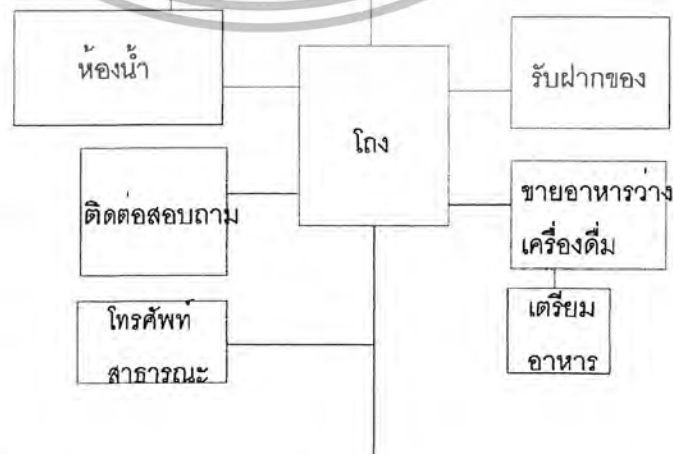 ห้องน้ำ
รับฝากของ
โถง
ติดต่อสอบถาม
ขายอาหารว่าง
เครื่องดื่ม
โทรศัพท์
สาธารณะ
เตรียม
อาหาร